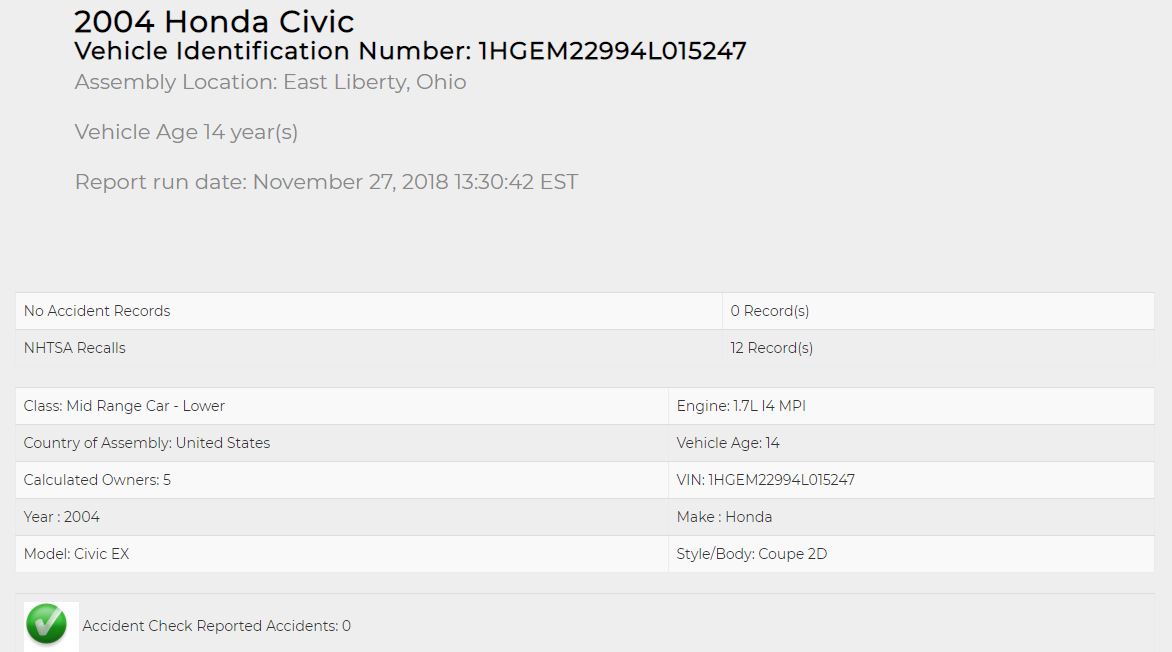 2004 Honda Civic
Vehicle Identification Number: 1HGEM22994L015247
Assembly Location: East Liberty, Ohio
Vehicle Age 14 year(s)
Report run date: November 27, 2018 13:30:42 EST
No Accident Records 0 Record(s)
NHTSA Recalls 12 Record(s)
Class: Mid Range Car - Lower Engine: 1.7L I4 MPI
Country of Assembly: United States Vehicle Age: 14
Calculated Owners: 5 VIN: 1HGEM22994L015247
Year : 2004 Make : Honda
Model: Civic EX Style/Body: Coupe 2D
Accident Check Reported Accidents: 0